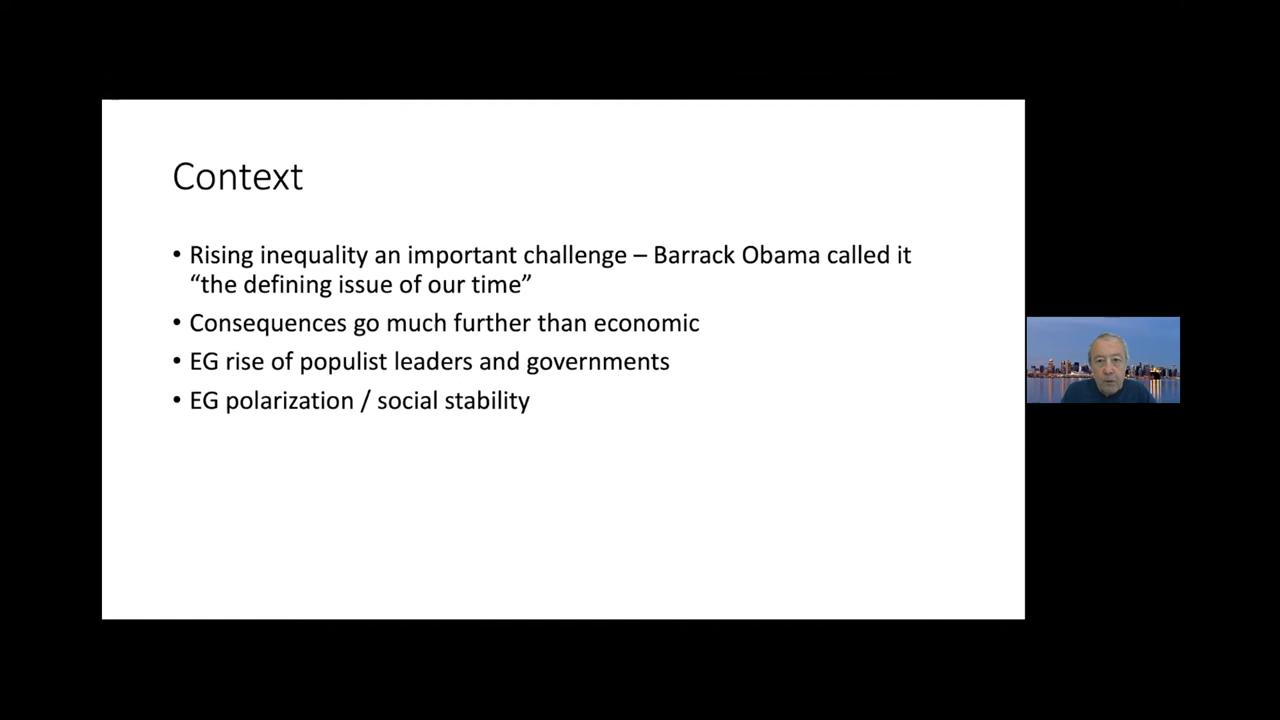 Context
• Rising inequality an important challenge – Barrack Obama called it
“the defining issue of our time”
• Consequences go much further than economic
• EG rise of populist leaders and governments
• EG polarization / social stability